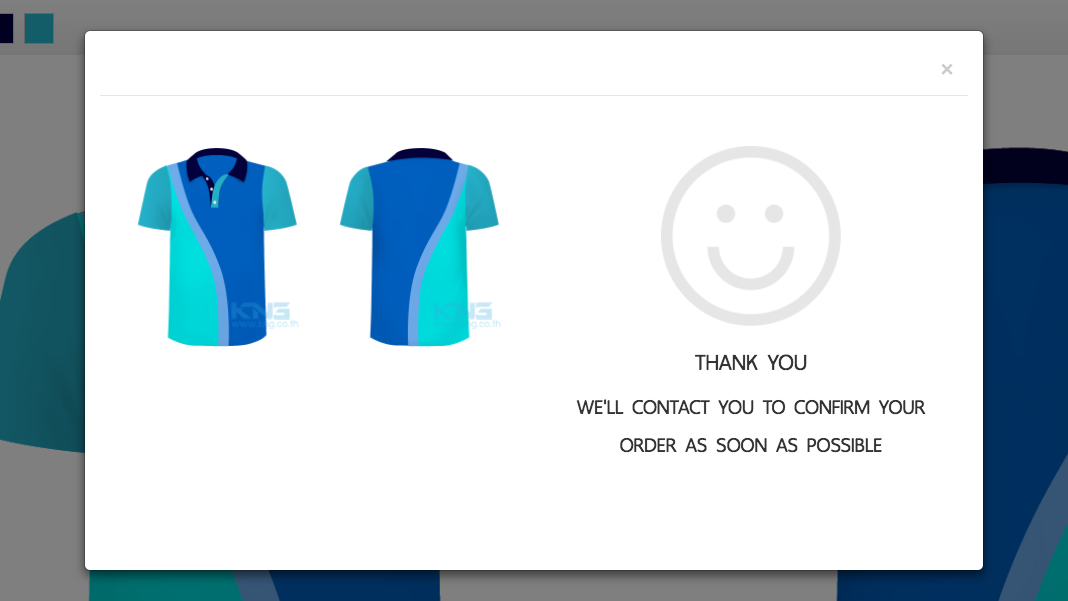 KNG
www.kng.co.th
KNG
www.kng.co.th
THANK YOU
WE'LL CONTACT YOU TO CONFIRM YOUR
ORDER AS SOON AS POSSIBLE